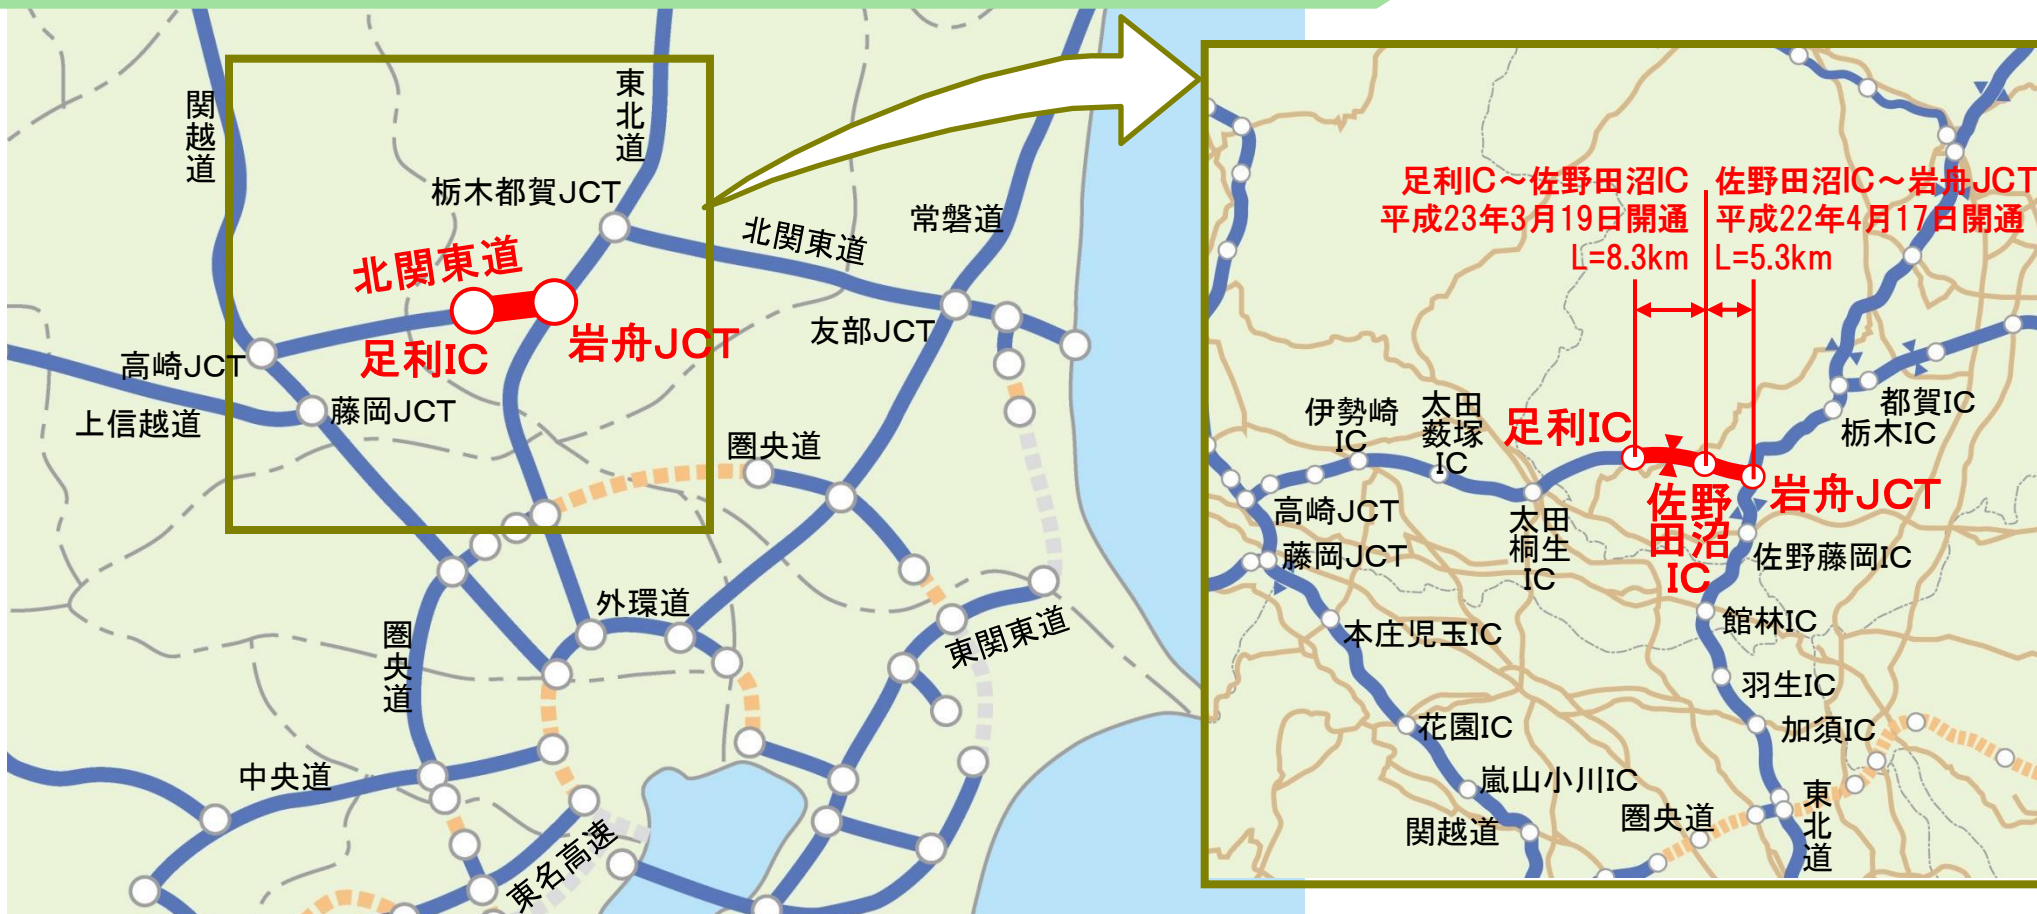 関越道
東北道
栃木都賀JCT
北関東道
北関東道
常磐道
足利IC
岩舟JCT
友部JCT
高崎JCT
上信越道
藤岡JCT
圏央道
外環道
圏央道
東関東道
中央道
東名高速
足利IC～佐野田沼IC
平成23年3月19日開通
L=8.3km
佐野田沼IC～岩舟JCT
平成22年4月17日開通
L=5.3km
伊勢崎
IC
太田
薮塚
IC
足利IC
都賀IC
栃木IC
佐野
田沼
IC
岩舟JCT
高崎JCT
太田
桐生
IC
藤岡JCT
佐野藤岡IC
館林IC
本庄児玉IC
羽生IC
花園IC
加須IC
嵐山小川IC
関越道
圏央道
東北道